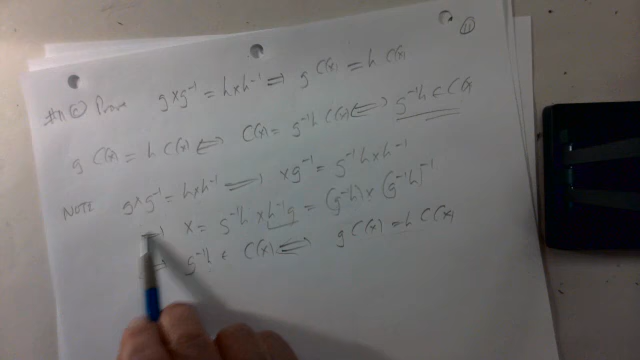 11
#11 © Prove gxg⁻¹ = hxh⁻¹ ⇒ g C(x) = h C(x)
g C(x) = h C(x) ⇔ C(x) = g⁻¹h C(x) ⇔ g⁻¹h ∈ C(x)
NOTE gxg⁻¹ = hxh⁻¹ ⇒ xg⁻¹ = g⁻¹hxh⁻¹
⇒ x = g⁻¹h x h⁻¹g = (g⁻¹h) x (g⁻¹h)⁻¹
⇒ g⁻¹h ∈ C(x) ⇔ g C(x) = h C(x)